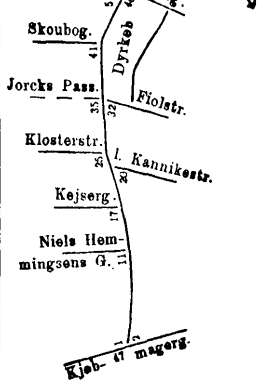 5
Skoubog.
41
Dyrkøb
Jorcks Pass.
35
32
Fiolstr.
Klosterstr.
25
l. Kannikestr.
20
Kejserg.
17
Niels Hem-
mingsens G.
11
1
2
Kjøb- 47 magerg.